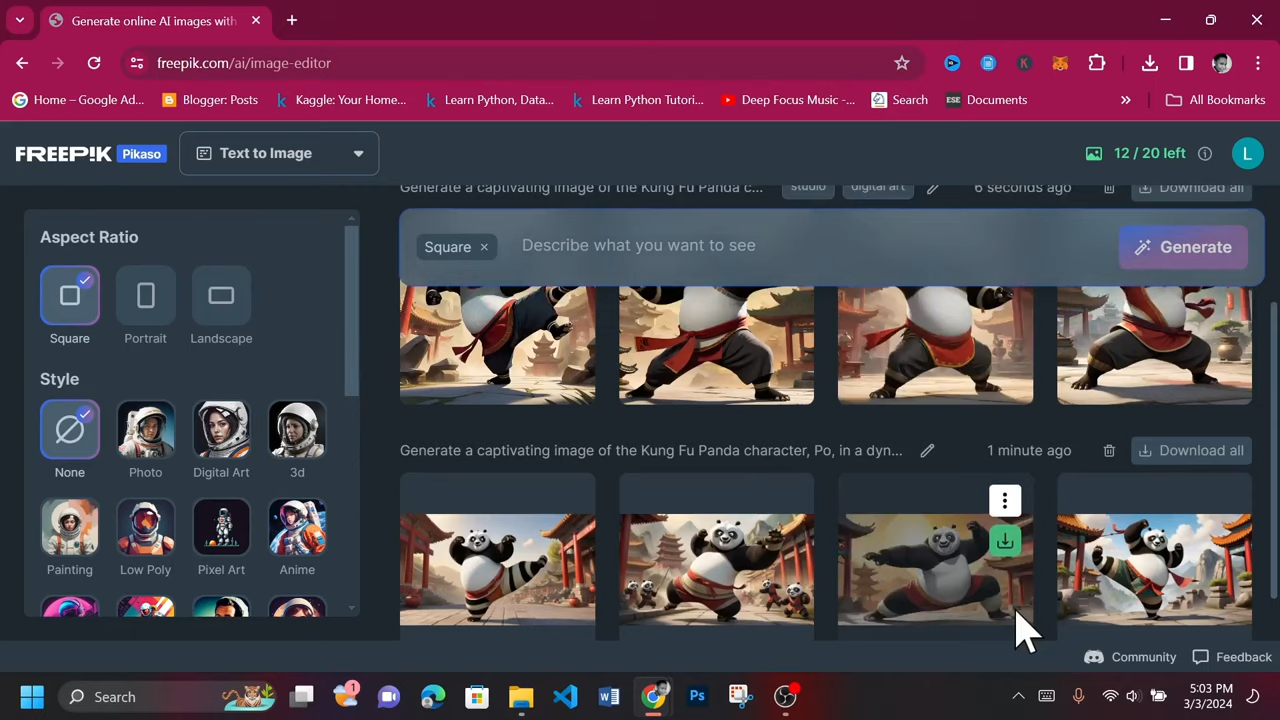 Generate online AI images with
freepik.com/ai/image-editor
Home – Google Ad...
Blogger: Posts
Kaggle: Your Home...
Learn Python, Data...
Learn Python Tutori...
Deep Focus Music -...
Search
ESE Documents
All Bookmarks
FREEPIK Pikaso
Text to Image
12 / 20 left
L
Generate a captivating image of the Kung Fu Panda c...
studio
digital art
6 seconds ago
Download all
Aspect Ratio
Square
Describe what you want to see
Generate
Square
Portrait
Landscape
Style
None
Photo
Digital Art
3d
Generate a captivating image of the Kung Fu Panda character, Po, in a dyn...
1 minute ago
Download all
Painting
Low Poly
Pixel Art
Anime
Community
Feedback
Search
1
W
Ps
5:03 PM
3/3/2024